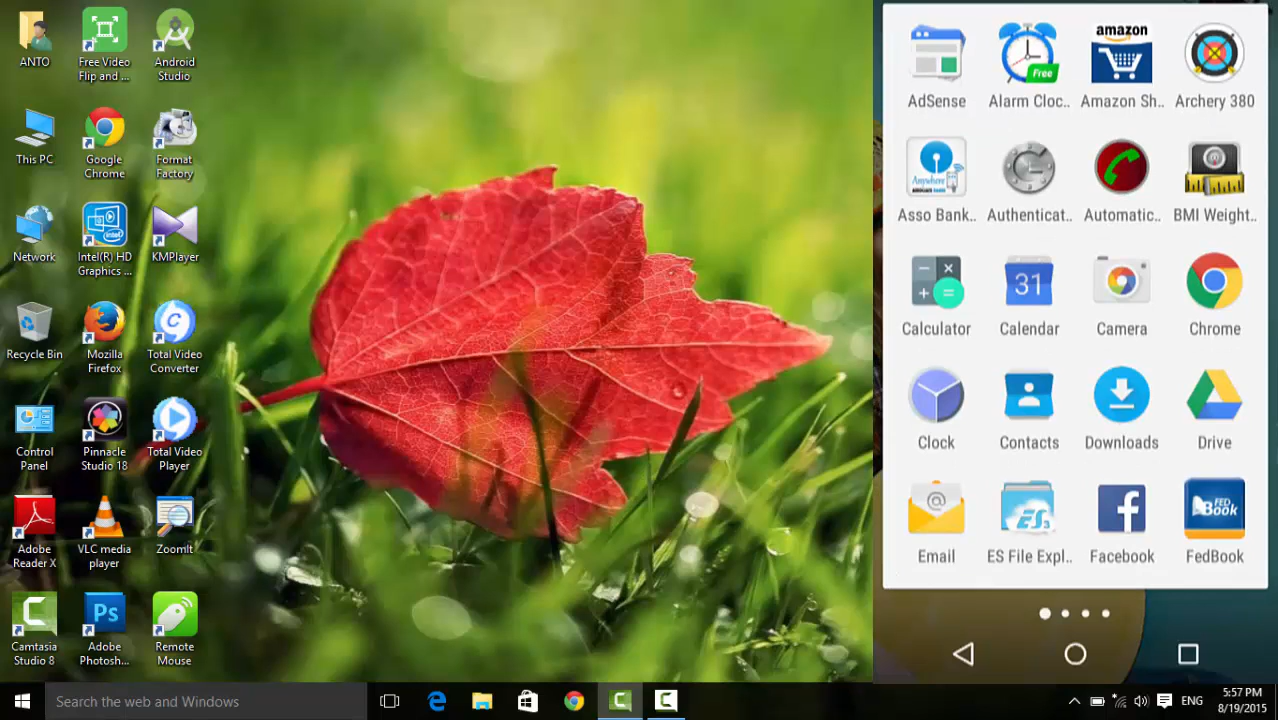 ANTO
Free Video
Flip and ...
Android
Studio
This PC
Google
Chrome
Format
Factory
Network
Intel(R) HD
Graphics ...
KMPlayer
Recycle Bin
Mozilla
Firefox
Total Video
Converter
Control
Panel
Pinnacle
Studio 18
Total Video
Player
Adobe
Reader X
VLC media
player
ZoomIt
Camtasia
Studio 8
Adobe
Photosh...
Remote
Mouse
Free
amazon
AdSense
Alarm Cloc..
Amazon Sh..
Archery 380
Anywhere
Asso Bank..
Authenticat..
Automatic..
BMI Weight..
31
Calculator
Calendar
Camera
Chrome
Clock
Contacts
Downloads
Drive
ES3
FED
Book
Email
ES File Expl..
Facebook
FedBook
Search the web and Windows
ENG
5:57 PM
8/19/2015